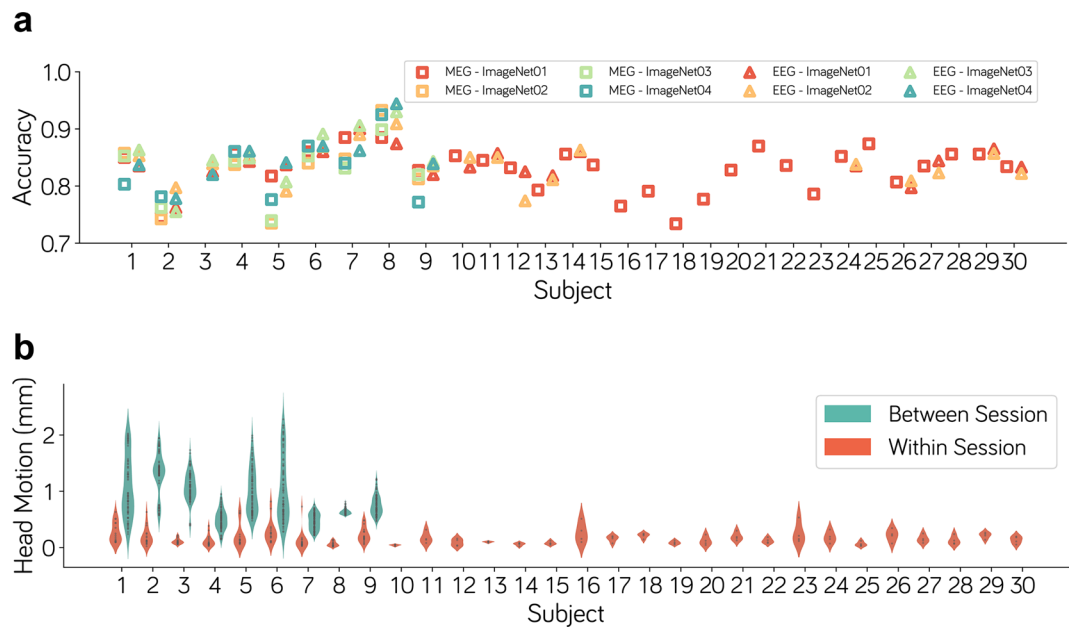 a
MEG - ImageNet01 MEG - ImageNet03 EEG - ImageNet01 EEG - ImageNet03
MEG - ImageNet02 MEG - ImageNet04 EEG - ImageNet02 EEG - ImageNet04
Accuracy
1.0
0.9
0.8
0.7
1 2 3 4 5 6 7 8 9 10 11 12 13 14 15 16 17 18 19 20 21 22 23 24 25 26 27 28 29 30
Subject
b
Between Session
Within Session
Head Motion (mm)
2
1
0
1 2 3 4 5 6 7 8 9 10 11 12 13 14 15 16 17 18 19 20 21 22 23 24 25 26 27 28 29 30
Subject